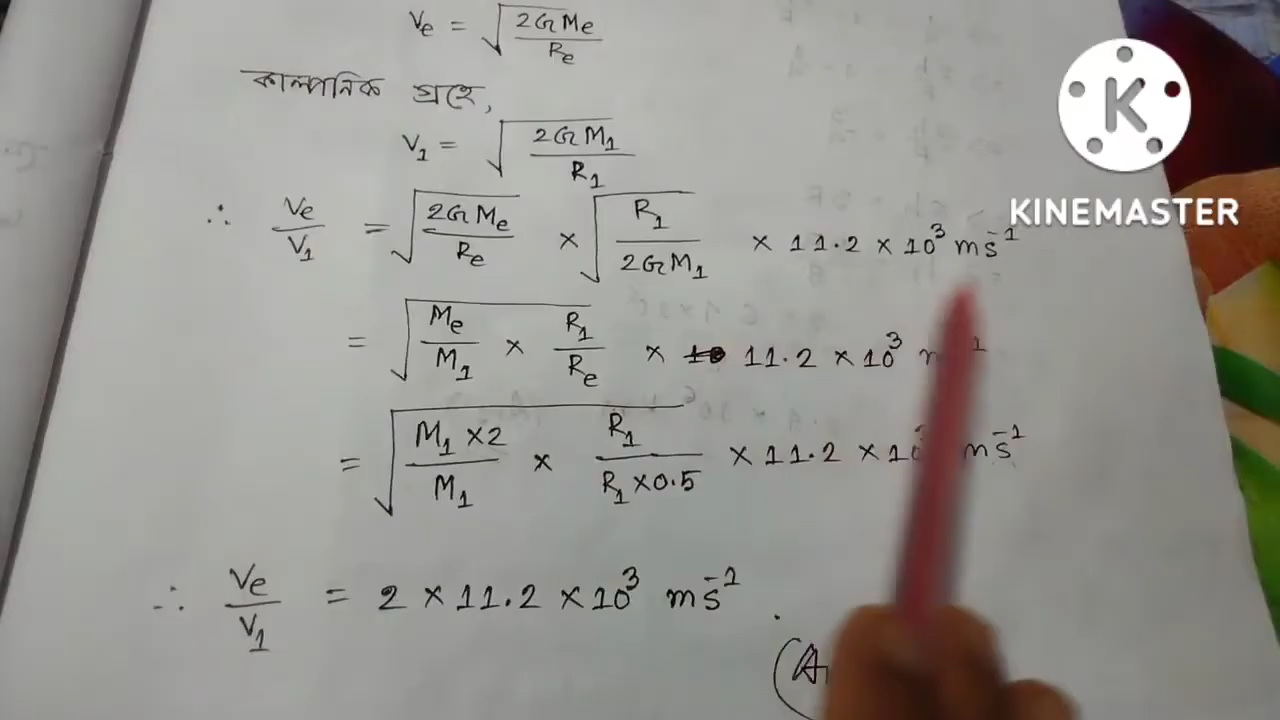 Ve = √(2GMe/Re)
কাল্পনিক গ্রহে,
V1 = √(2GM1/R1)
∴ Ve/V1 = √(2GMe/Re) × √(R1/2GM1) × 11.2 × 10³ ms⁻¹
= √(Me/M1 × R1/Re) × 11.2 × 10³
= √(M1×2/M1 × R1/R1×0.5) × 11.2 × 10 ms⁻¹
∴ Ve/V1 = 2 × 11.2 × 10³ ms⁻¹.
K
KINEMASTER